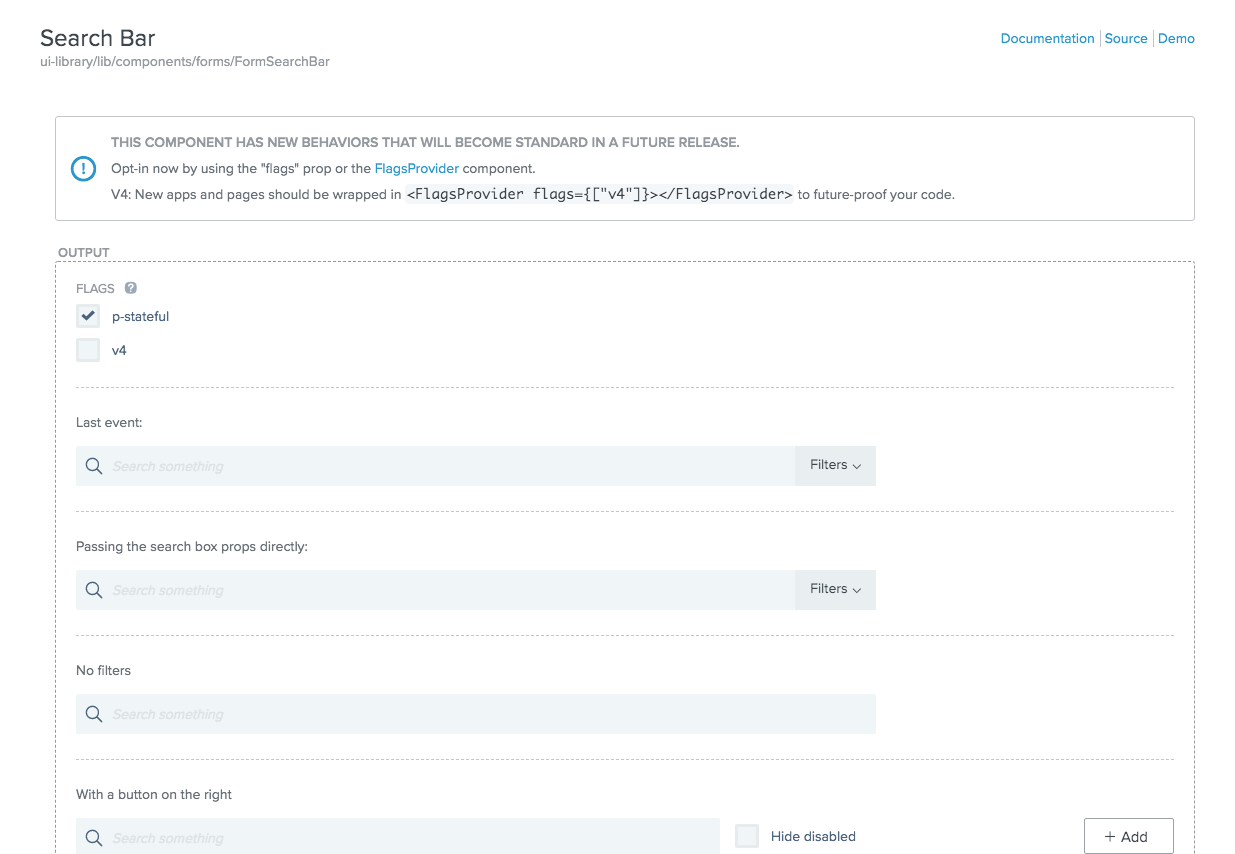 Search Bar
Documentation Source Demo
ui-library/lib/components/forms/FormSearchBar
THIS COMPONENT HAS NEW BEHAVIORS THAT WILL BECOME STANDARD IN A FUTURE RELEASE.
Opt-in now by using the "flags" prop or the FlagsProvider component.
V4: New apps and pages should be wrapped in <FlagsProvider flags={["v4"]}></FlagsProvider> to future-proof your code.
OUTPUT
FLAGS ?
p-stateful
v4
Last event:
Search something Filters
Passing the search box props directly:
Search something Filters
No filters
Search something
With a button on the right
Search something Hide disabled + Add